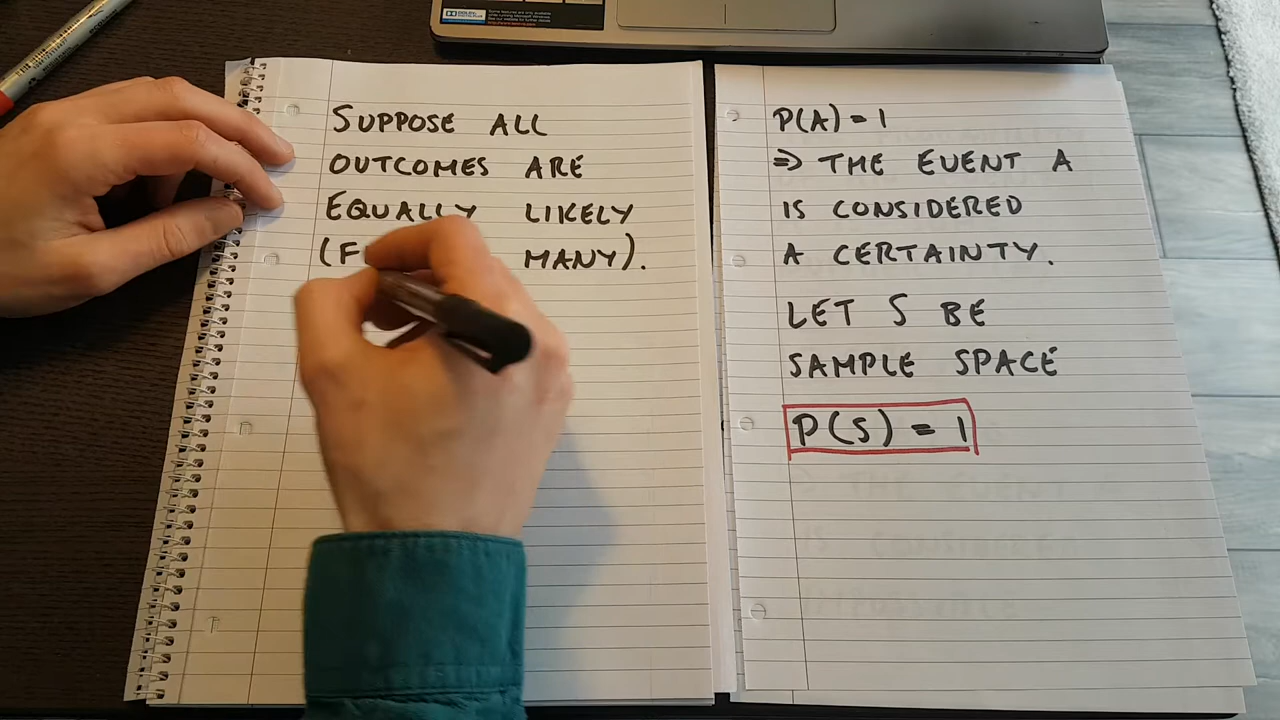 SUPPOSE ALL
OUTCOMES ARE
EQUALLY LIKELY
(F MANY).
P(A) = 1
⇒ THE EVENT A
IS CONSIDERED
A CERTAINTY.
LET S BE
SAMPLE SPACE
P(S) = 1